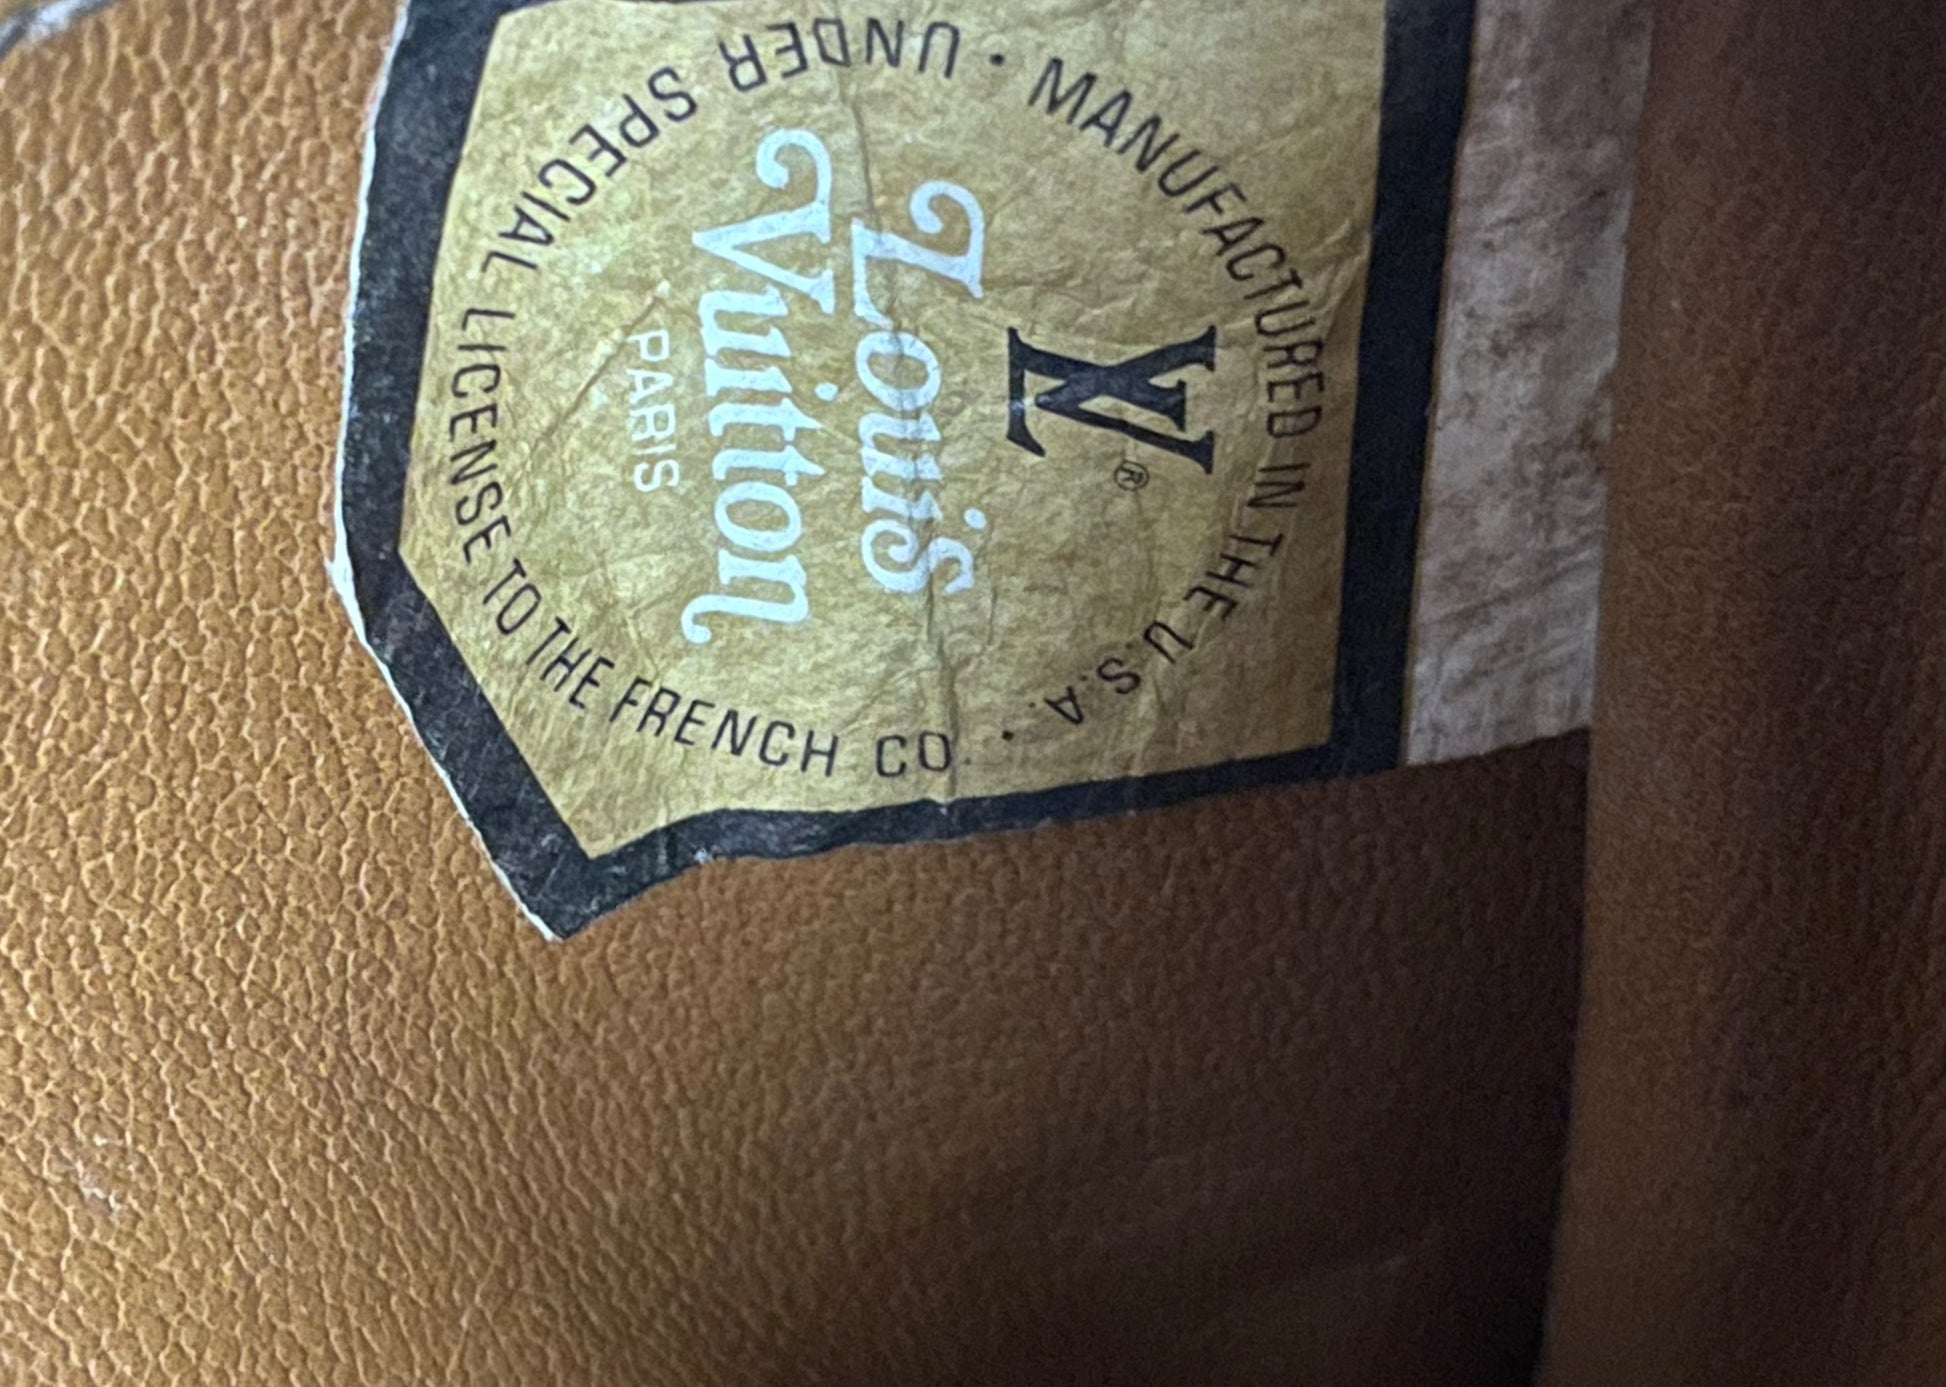 MANUFACTURED IN THE U.S.A. ·
LV®
Louis
Vuitton
PARIS
UNDER SPECIAL LICENSE TO THE FRENCH CO. ·